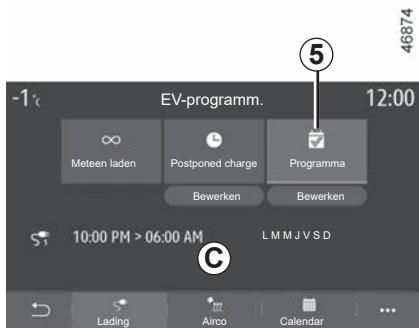 46874
5
-1°c EV-programm. 12:00
Meteen laden Postponed charge Programma
Bewerken Bewerken
10:00 PM > 06:00 AM L M M J V S D
C
Lading Airco Calendar